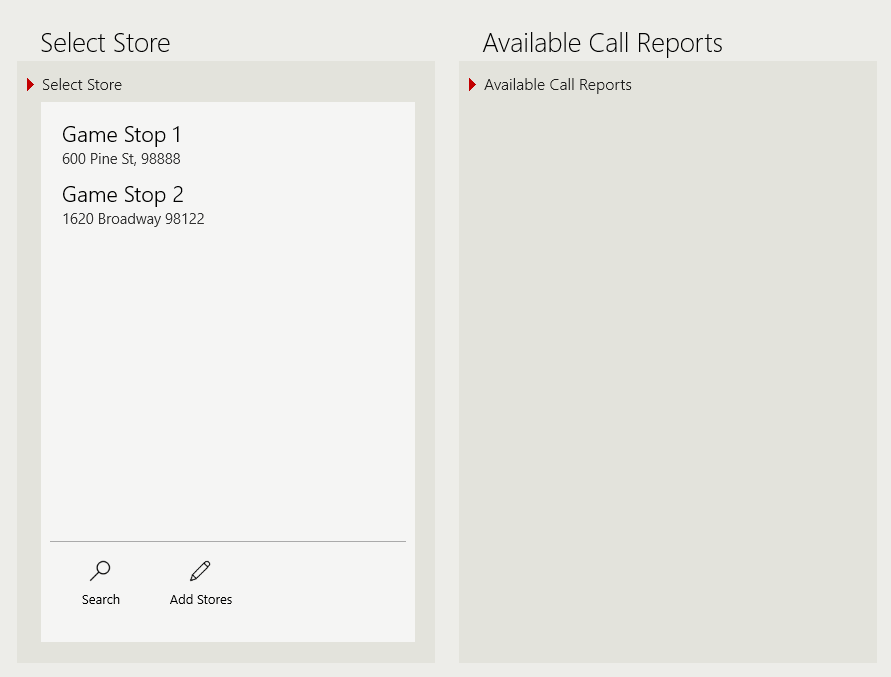 Select Store
Select Store
Game Stop 1
600 Pine St, 98888
Game Stop 2
1620 Broadway 98122
Search
Add Stores
Available Call Reports
Available Call Reports